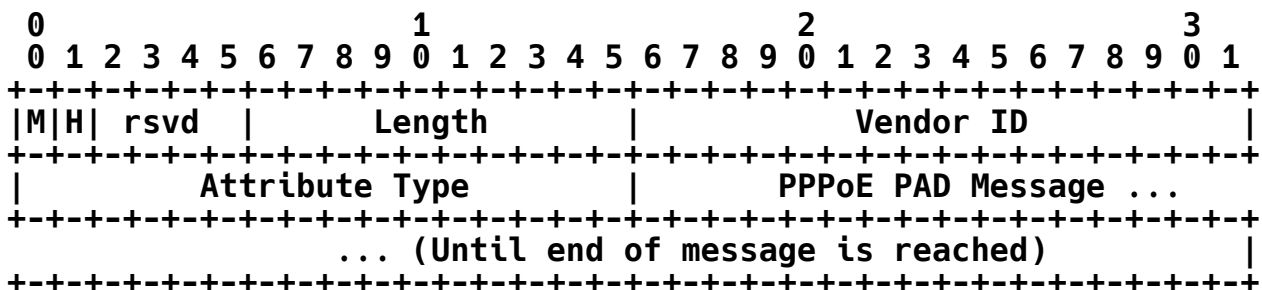 0                   1                   2                   3
 0 1 2 3 4 5 6 7 8 9 0 1 2 3 4 5 6 7 8 9 0 1 2 3 4 5 6 7 8 9 0 1
+-+-+-+-+-+-+-+-+-+-+-+-+-+-+-+-+-+-+-+-+-+-+-+-+-+-+-+-+-+-+-+-+
|M|H| rsvd  |      Length       |           Vendor ID           |
+-+-+-+-+-+-+-+-+-+-+-+-+-+-+-+-+-+-+-+-+-+-+-+-+-+-+-+-+-+-+-+-+
|         Attribute Type        |       PPPoE PAD Message ...
+-+-+-+-+-+-+-+-+-+-+-+-+-+-+-+-+-+-+-+-+-+-+-+-+-+-+-+-+-+-+-+-+
                 ... (Until end of message is reached)          |
+-+-+-+-+-+-+-+-+-+-+-+-+-+-+-+-+-+-+-+-+-+-+-+-+-+-+-+-+-+-+-+-+